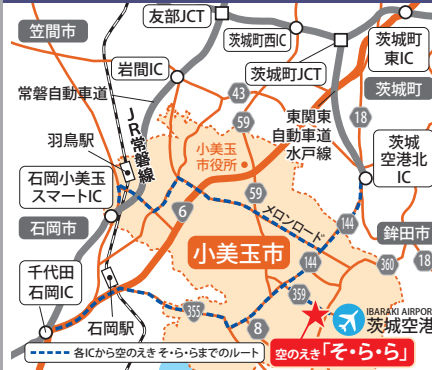 友部JCT
笠間市
茨城町西IC
茨城町
東IC
岩間IC
茨城町JCT
茨城町
常磐自動車道
43
59
東関東
自動車道
水戸線
18
羽鳥駅
JR常磐線
小美玉
市役所
茨城
空港北
IC
石岡小美玉
スマートIC
59
メロンロード
6
144
石岡市
小美玉市
鉾田市
144
360
18
千代田
石岡IC
359
355
石岡駅
8
IBARAKI AIRPOR
茨城空港
各ICから空のえき そ・ら・らまでのルート
空のえき「そ・ら・ら」